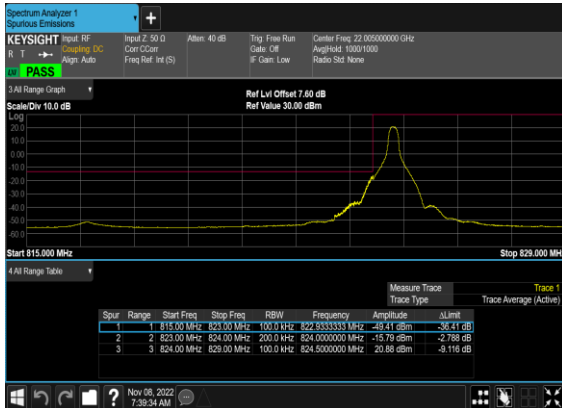 Spectrum Analyzer 1
Spurious Emissions
KEYSIGHT Input: RF Input Z: 50 Ω Atten: 40 dB Trig: Free Run Center Freq: 22.005000000 GHz
R T Coupling: DC Corr CCorr Gate: Off Avg|Hold: 1000/1000
Align: Auto Freq Ref: Int (S) IF Gain: Low Radio Std: None
PASS
3 All Range Graph
Ref Lvl Offset 7.60 dB
Scale/Div 10.0 dB Ref Value 30.00 dBm
Log
20.0
10.0
0.00
-10.0
-20.0
-30.0
-40.0
-50.0
-60.0
Start 815.000 MHz Stop 829.000 MH
4 All Range Table
Measure Trace Trace 1
Trace Type Trace Average (Active)
Spur Range Start Freq Stop Freq RBW Frequency Amplitude ΔLimit
1 1 815.00 MHz 823.00 MHz 100.0 kHz 822.9333333 MHz -49.41 dBm -36.41 dB
2 2 823.00 MHz 824.00 MHz 200.0 kHz 824.0000000 MHz -15.79 dBm -2.788 dB
3 3 824.00 MHz 829.00 MHz 100.0 kHz 824.5000000 MHz 20.88 dBm -9.116 dB
Nov 08, 2022
7:39:34 AM